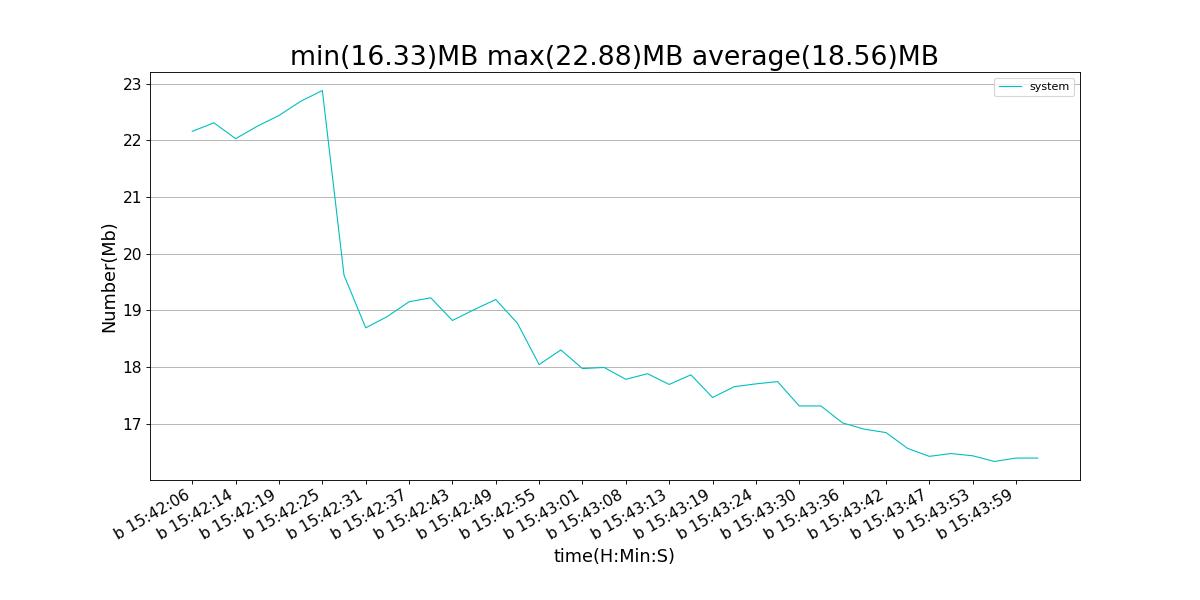 min(16.33)MB max(22.88)MB average(18.56)MB
system
23
22
21
20
19
18
17
Number(Mb)
b 15:42:06
b 15:42:14
b 15:42:19
b 15:42:25
b 15:42:31
b 15:42:37
b 15:42:43
b 15:42:49
b 15:42:55
b 15:43:01
b 15:43:08
b 15:43:13
b 15:43:19
b 15:43:24
b 15:43:30
b 15:43:36
b 15:43:42
b 15:43:47
b 15:43:53
b 15:43:59
time(H:Min:S)